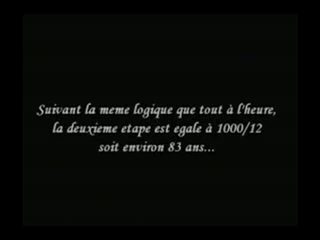 Suivant la meme logique que tout à l'heure,
la deuxieme etape est egale à 1000/12
soit environ 83 ans...